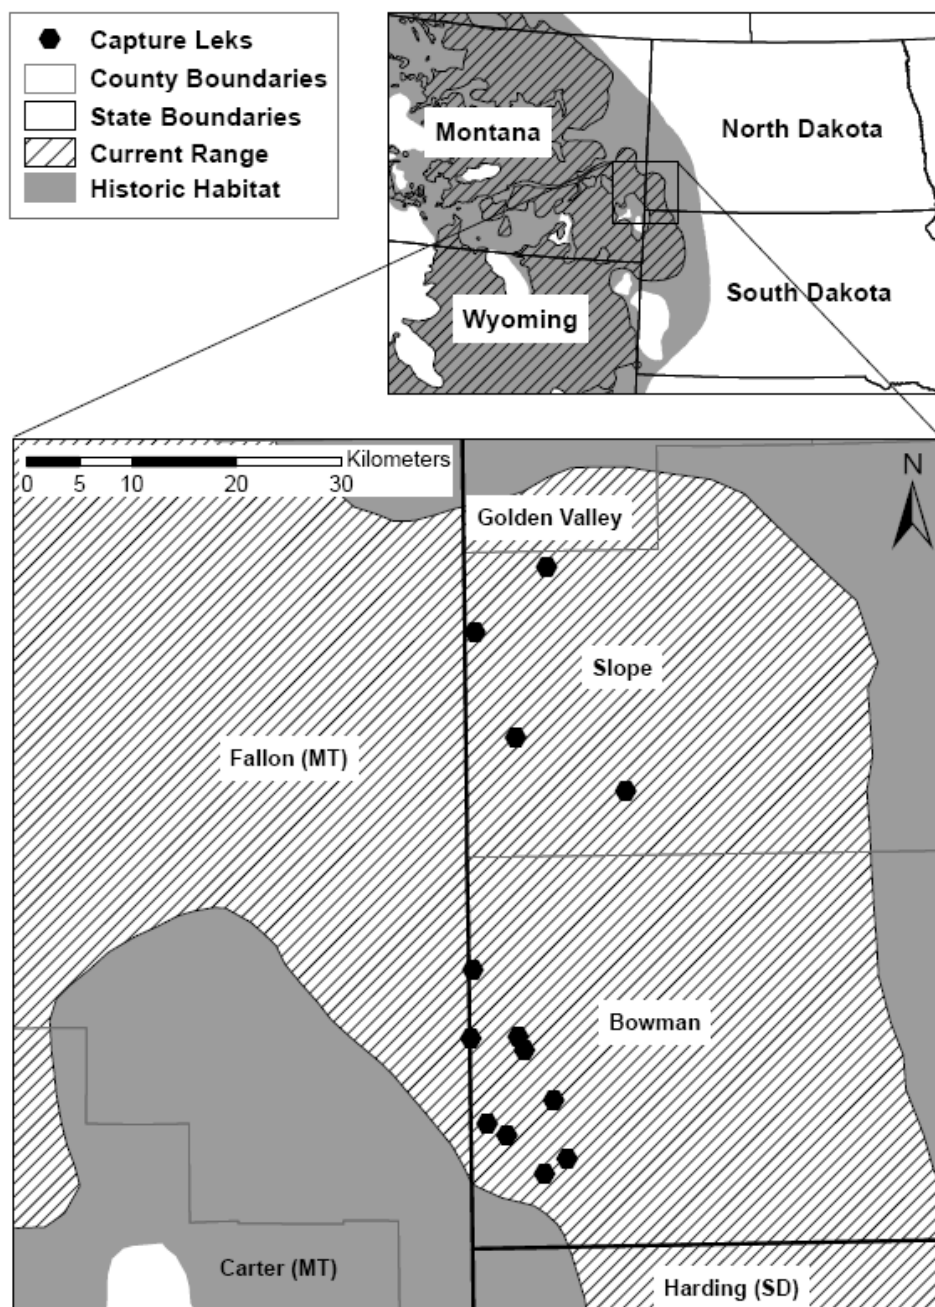 Capture Leks
County Boundaries
State Boundaries
Current Range
Historic Habitat
Montana
North Dakota
South Dakota
Wyoming
Kilometers
0 5 10 20 30
N
Golden Valley
Slope
Fallon (MT)
Bowman
Carter (MT)
Harding (SD)